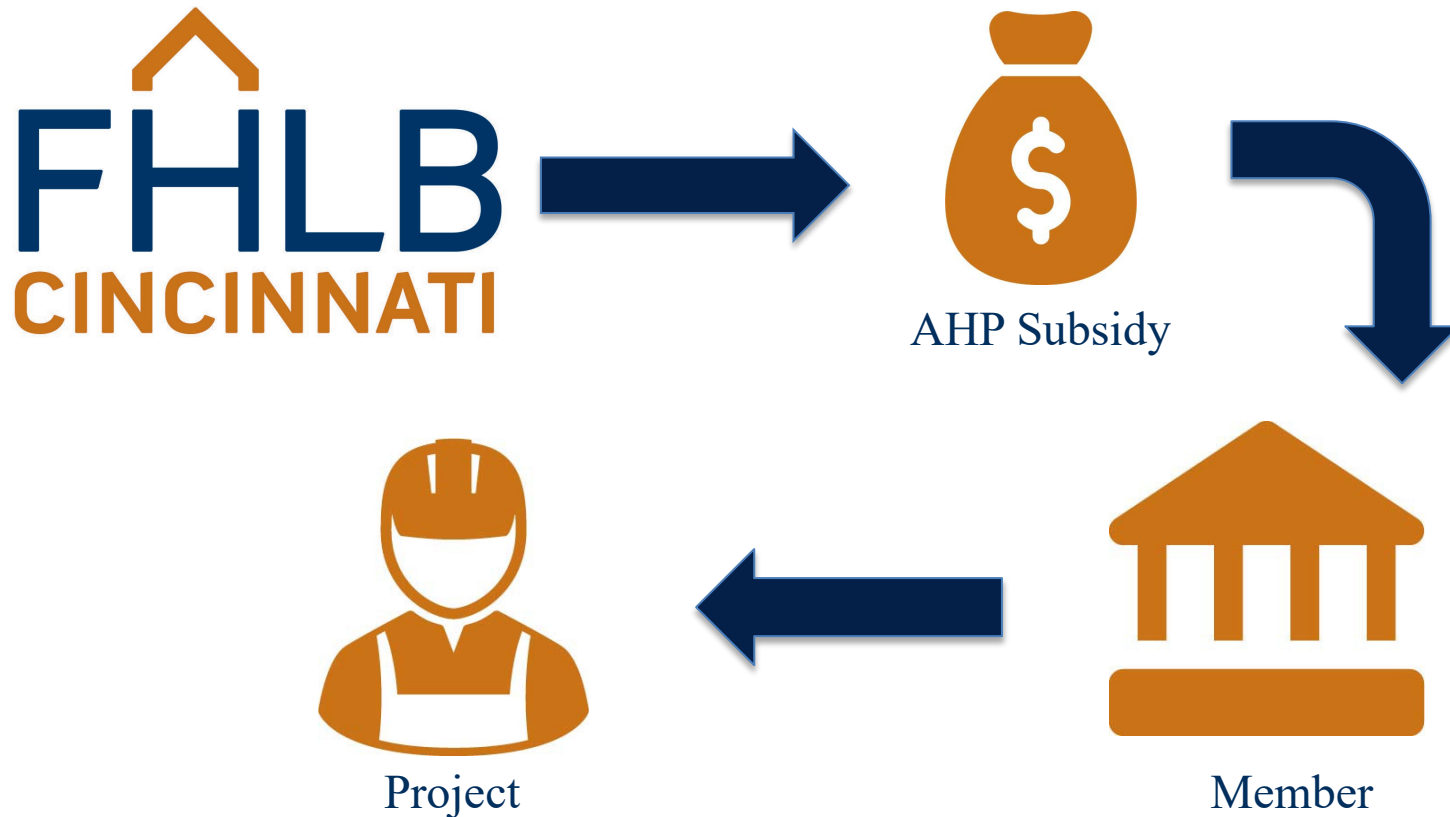 FHLB
CINCINNATI
$
AHP Subsidy
Project
Member